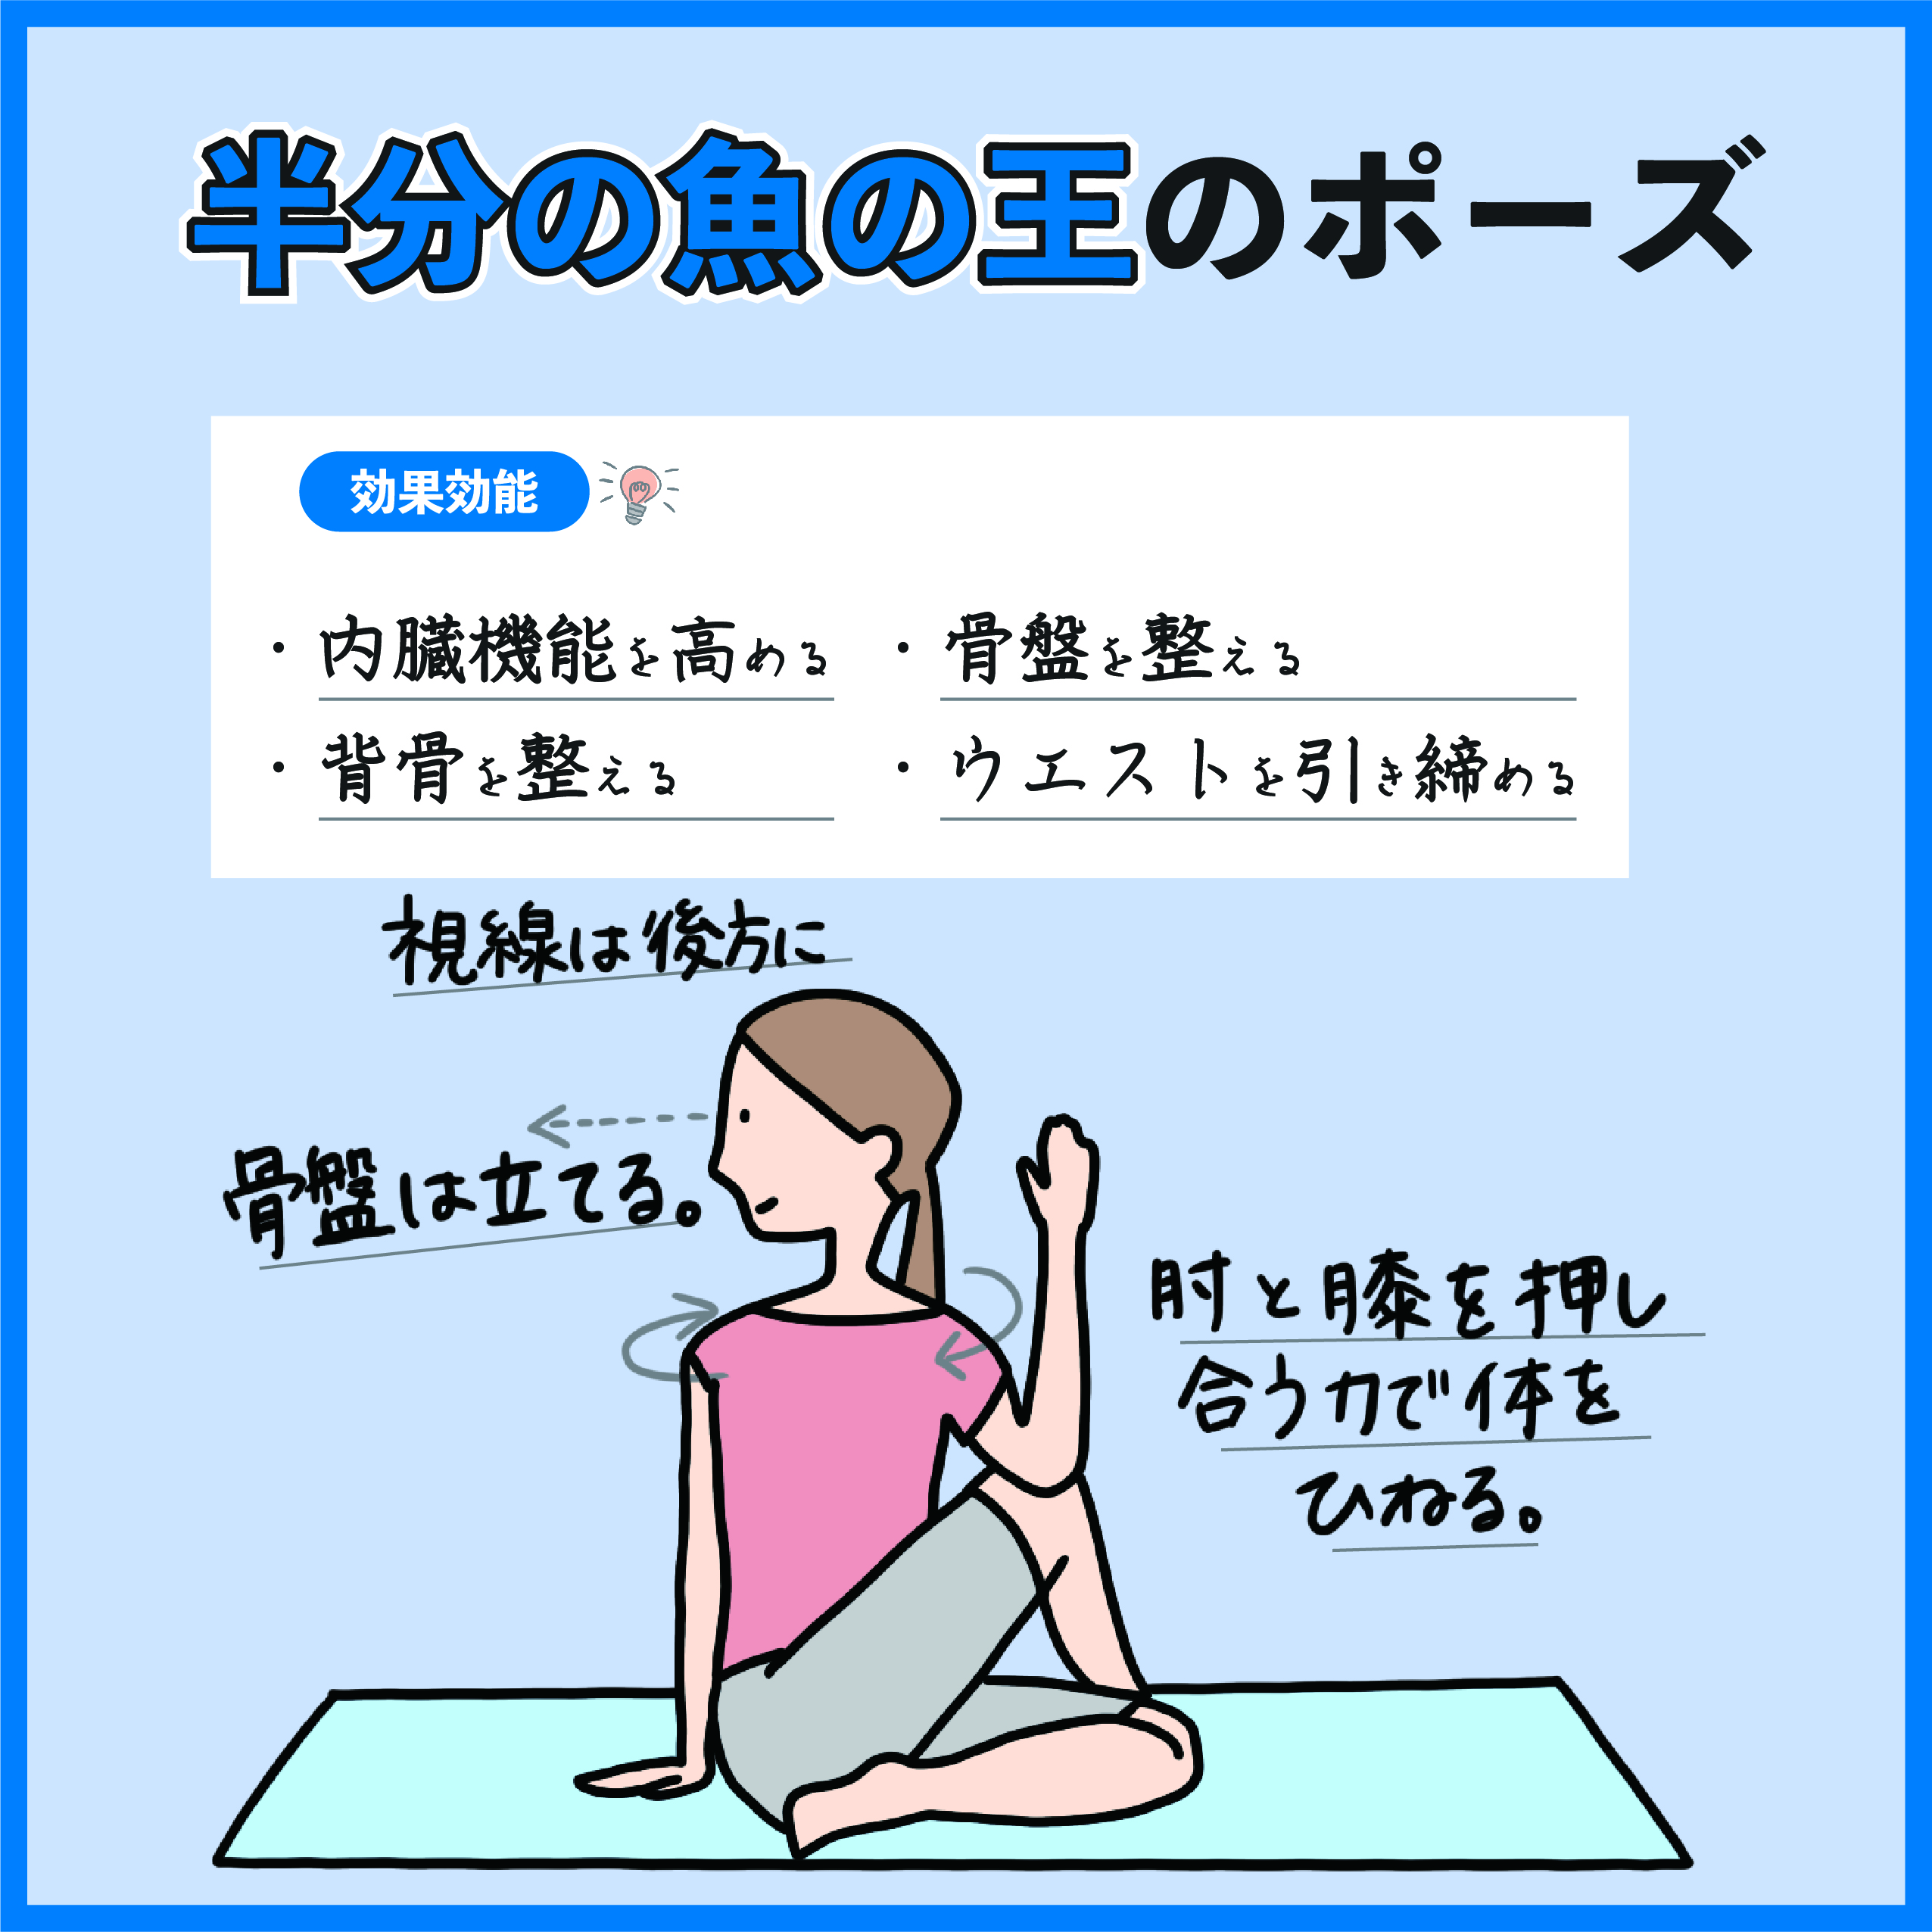 半分の魚の王のポーズ
効果効能
・内臓機能を高める
・骨盤を整える
・背骨を整える
・ウエストを引き締める
視線は後方に
骨盤は立てる。
肘と膝を押し
合う力で体を
ひねる。